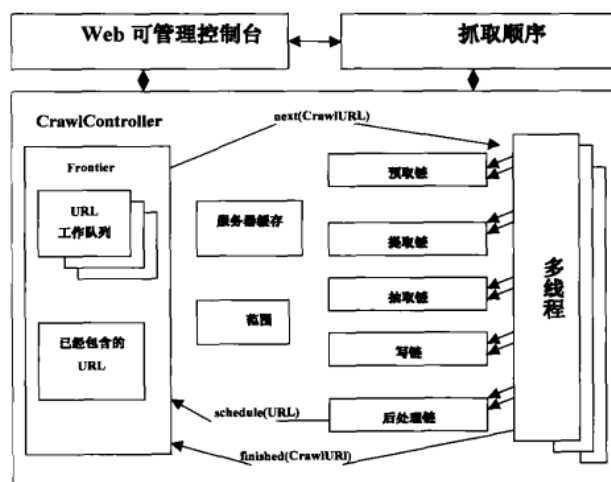 Web 可管理控制台
抓取顺序
CrawlController
next(CrawlURL)
Frontier
URL
工作队列
已经包含的
URL
服务器缓存
范围
预取链
提取链
抽取链
写链
后处理链
多线程
schedule(URL)
finished(CrawlURl)